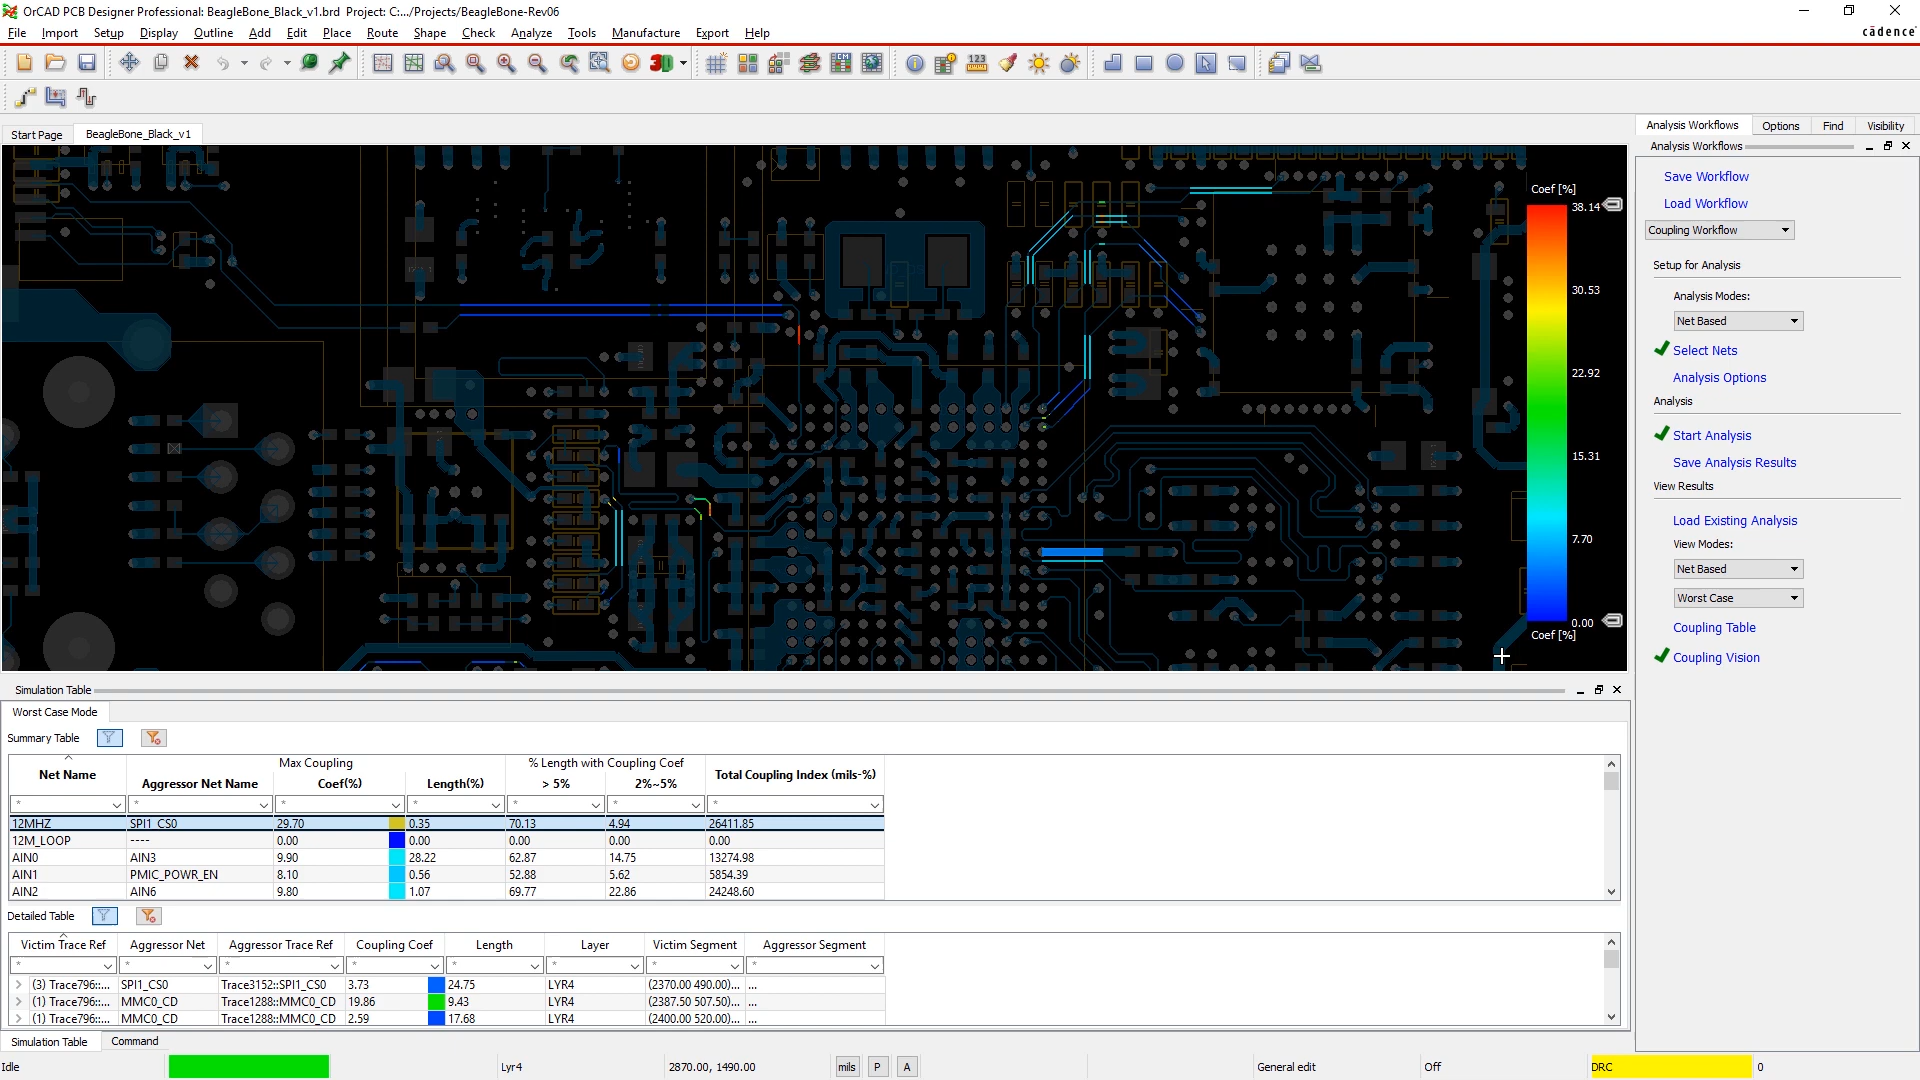 OrCAD PCB Designer Professional: BeagleBone_Black_v1.brd  Project: C:.../Projects/BeagleBone-Rev06
File Import Setup Display Outline Add Edit Place Route Shape Check Analyze Tools Manufacture Export Help
cādence
3D
123
Start Page BeagleBone_Black_v1
Analysis Workflows Options Find Visibility
Analysis Workflows
Save Workflow
Load Workflow
Coupling Workflow
Setup for Analysis
Analysis Modes:
Net Based
Select Nets
Analysis Options
Analysis
Start Analysis
Save Analysis Results
View Results
Load Existing Analysis
View Modes:
Net Based
Worst Case
Coupling Table
Coupling Vision
Coef [%]
38.14
30.53
22.92
15.31
7.70
0.00
Coef [%]
Simulation Table
Worst Case Mode
Summary Table
Max Coupling % Length with Coupling Coef
Net Name Aggressor Net Name Coef(%) Length(%) > 5% 2%~5% Total Coupling Index (mils-%)
* * * * * * *
12MHZ SPI1_CS0 29.70 0.35 70.13 4.94 26411.85
12M_LOOP ---- 0.00 0.00 0.00 0.00 0.00
AIN0 AIN3 9.90 28.22 62.87 14.75 13274.98
AIN1 PMIC_POWR_EN 8.10 0.56 52.88 5.62 5854.39
AIN2 AIN6 9.80 1.07 69.77 22.86 24248.60
Detailed Table
Victim Trace Ref Aggressor Net Aggressor Trace Ref Coupling Coef Length Layer Victim Segment Aggressor Segment
* * * * * * * *
(3) Trace796::... SPI1_CS0 Trace3152::SPI1_CS0 3.73 24.75 LYR4 (2370.00 490.00)... ...
(1) Trace796::... MMC0_CD Trace1288::MMC0_CD 19.86 9.43 LYR4 (2387.50 507.50)... ...
(1) Trace796::... MMC0_CD Trace1288::MMC0_CD 2.59 17.68 LYR4 (2400.00 520.00)... ...
Simulation Table Command
Idle Lyr4 2870.00, 1490.00 mils P A General edit Off DRC 0